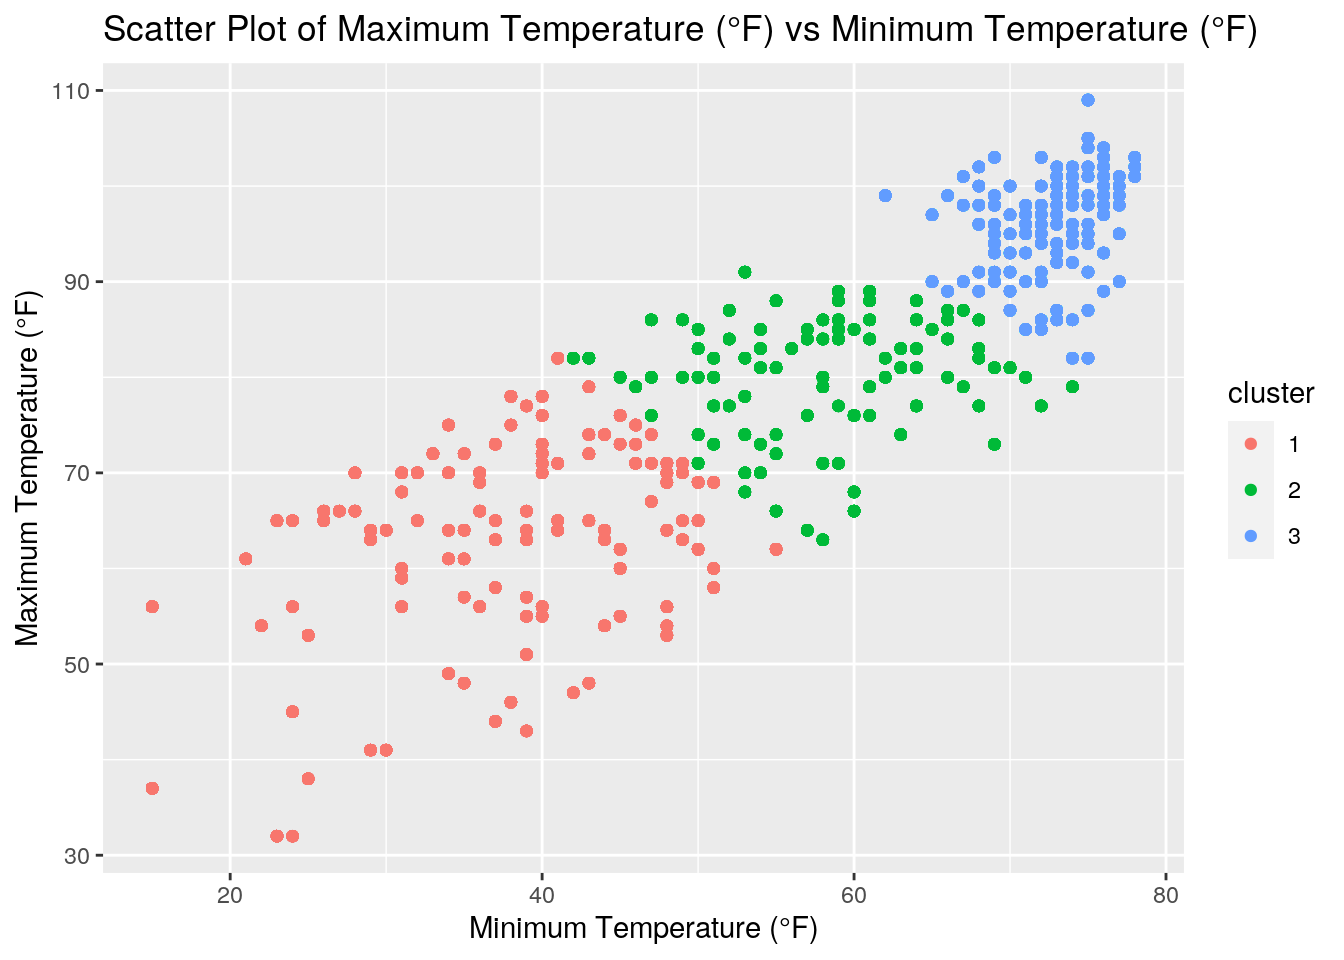 Scatter Plot of Maximum Temperature (°F) vs Minimum Temperature (°F)
110
90
70
50
30
Maximum Temperature (°F)
20 40 60 80
Minimum Temperature (°F)
cluster
1
2
3